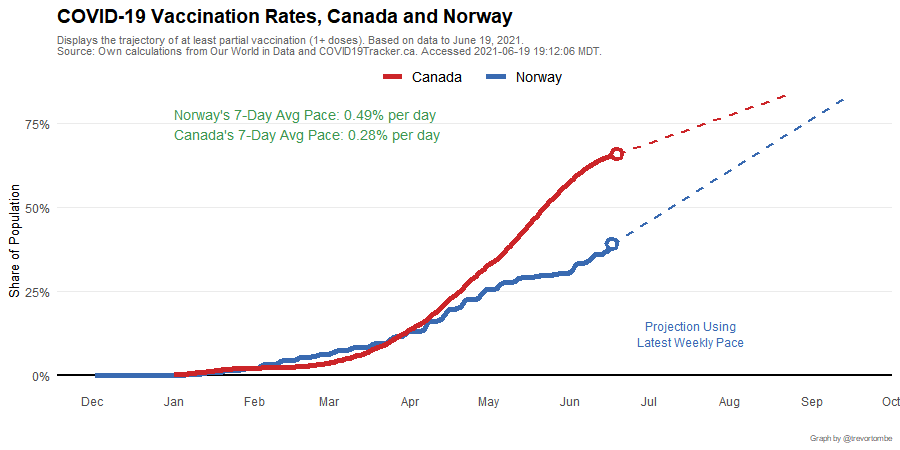 COVID-19 Vaccination Rates, Canada and Norway
Displays the trajectory of at least partial vaccination (1+ doses). Based on data to June 19, 2021.
Source: Own calculations from Our World in Data and COVID19Tracker.ca. Accessed 2021-06-19 19:12:06 MDT.
Canada Norway
Norway's 7-Day Avg Pace: 0.49% per day
Canada's 7-Day Avg Pace: 0.28% per day
75%
50%
25%
0%
Share of Population
Projection Using
Latest Weekly Pace
Dec Jan Feb Mar Apr May Jun Jul Aug Sep Oct
Graph by @trevortombe